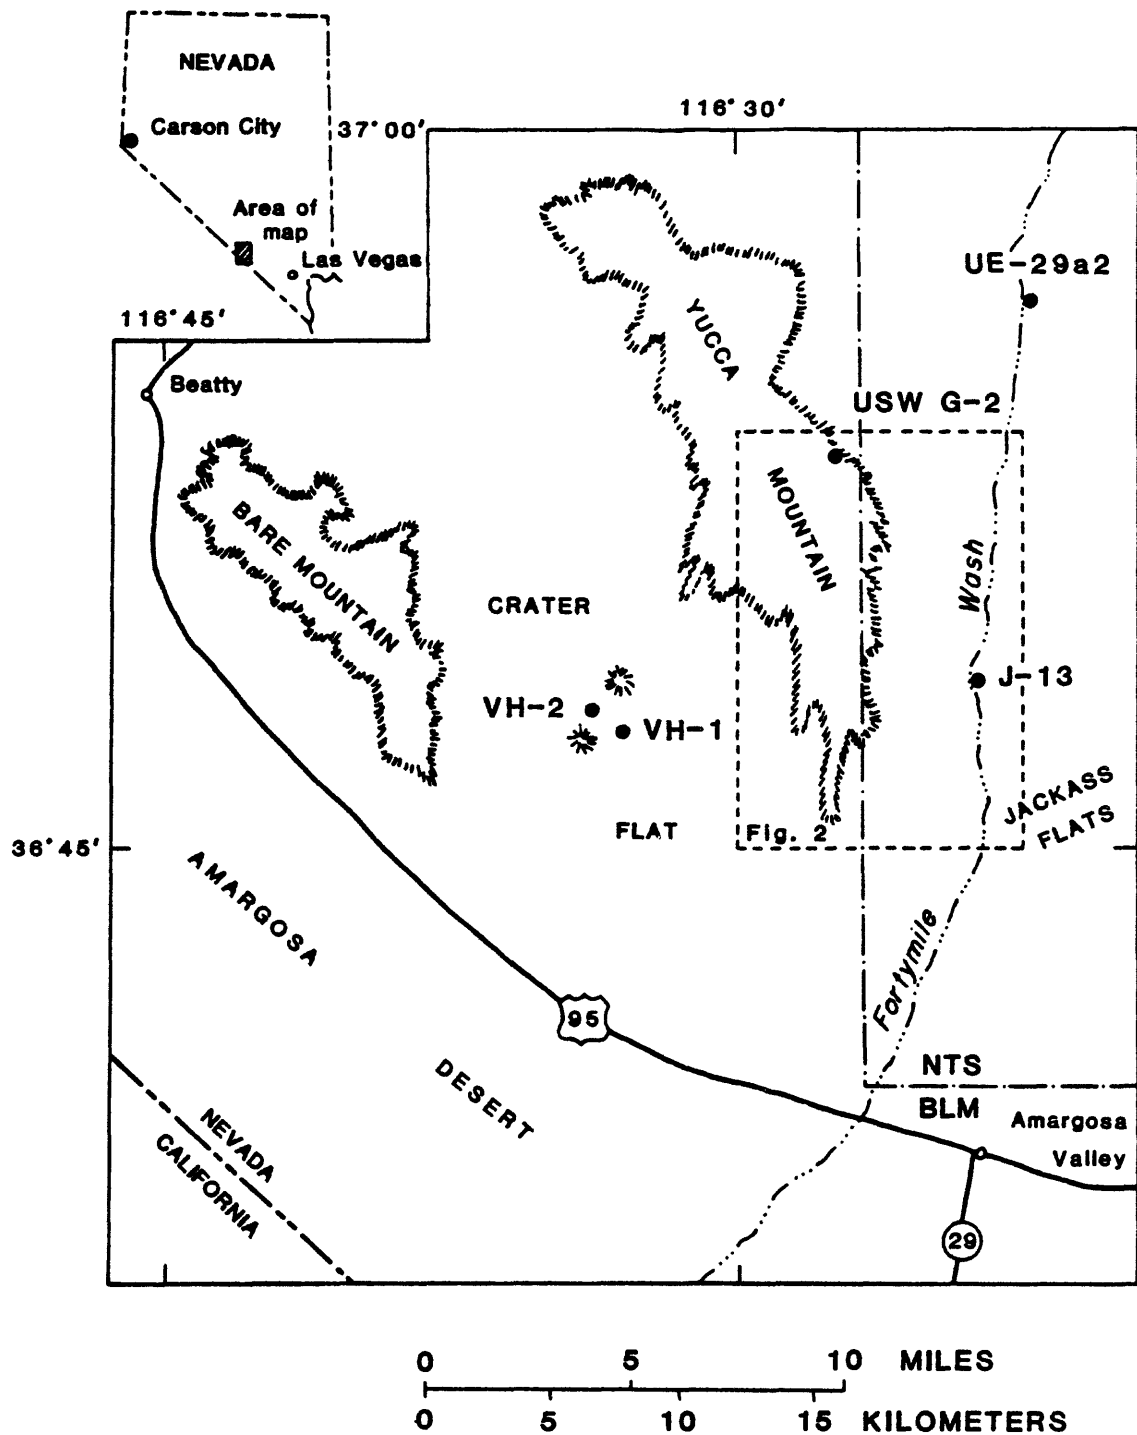 NEVADA
Carson City
Area of
map
Las Vegas
116° 30'
37° 00'
116° 45'
UE-29a2
YUCCA
Beatty
USW G-2
MOUNTAIN
BARE MOUNTAIN
Wash
CRATER
J-13
VH-2
VH-1
JACKASS
FLATS
FLAT
Fig. 2
36° 45'
AMARGOSA
Fortymile
95
NTS
DESERT
BLM
Amargosa
Valley
NEVADA
CALIFORNIA
29
0 5 10 MILES
0 5 10 15 KILOMETERS